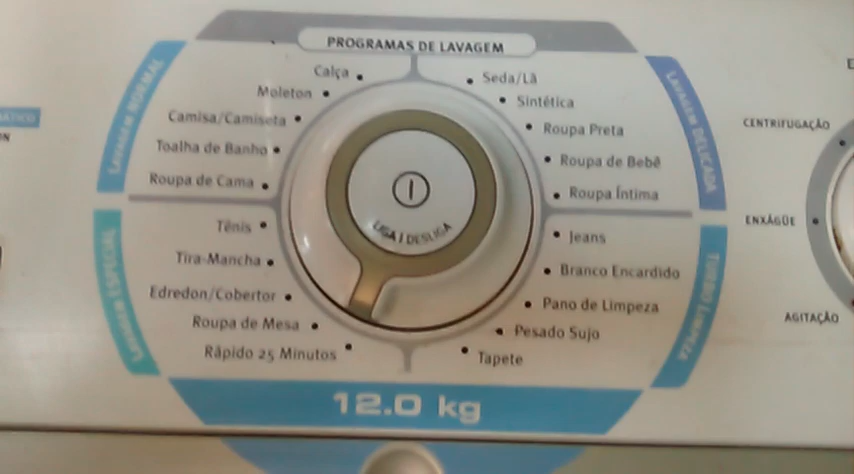 PROGRAMAS DE LAVAGEM
LAVAGEM NORMAL
Calça
Moleton
Camisa/Camiseta
Toalha de Banho
Roupa de Cama
LAVAGEM DELICADA
Seda/Lã
Sintética
Roupa Preta
Roupa de Bebê
Roupa Íntima
LIGA / DESLIGA
LAVAGEM ESPECIAL
Tênis
Tira-Mancha
Edredon/Cobertor
Roupa de Mesa
Rápido 25 Minutos
TURBO LIMPEZA
Jeans
Branco Encardido
Pano de Limpeza
Pesado Sujo
Tapete
12.0 kg
CENTRIFUGAÇÃO
ENXÁGÜE
AGITAÇÃO